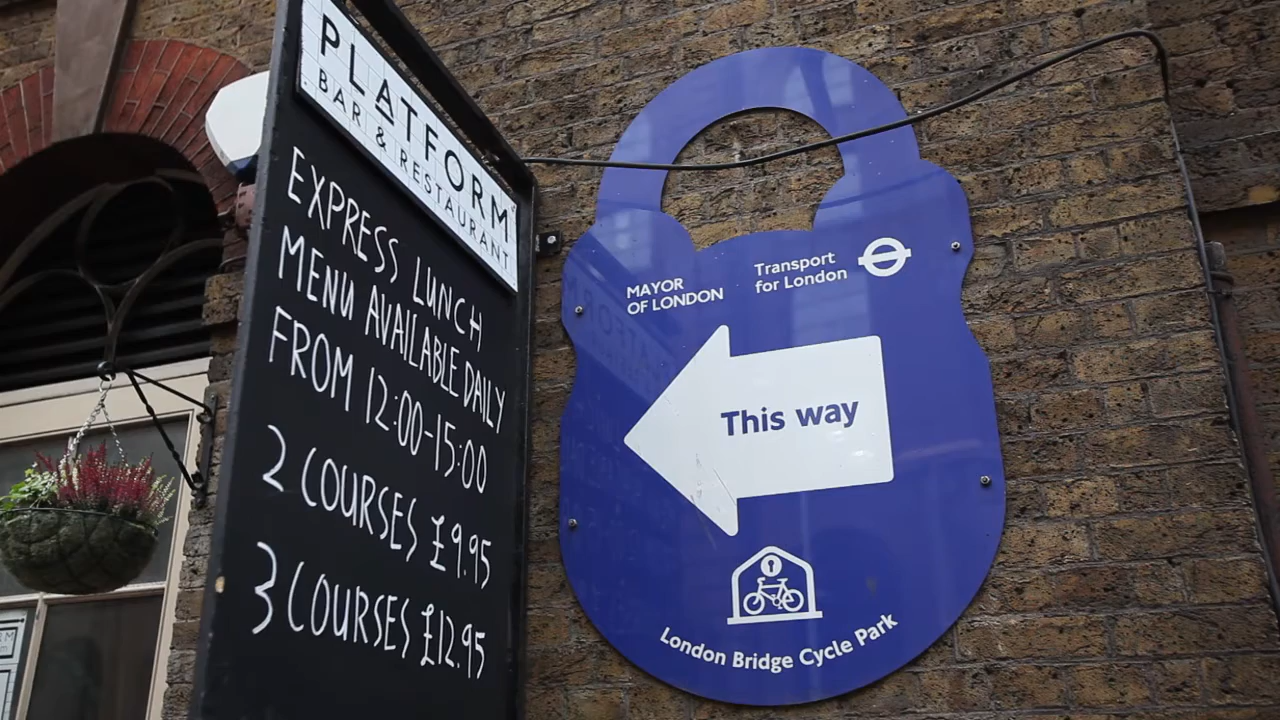 PLATFORM
BAR & RESTAURANT
EXPRESS LUNCH
MENU AVAILABLE DAILY
FROM 12:00-15:00
2 COURSES £9.95
3 COURSES £12.95
MAYOR
OF LONDON
Transport
for London
This way
London Bridge Cycle Park